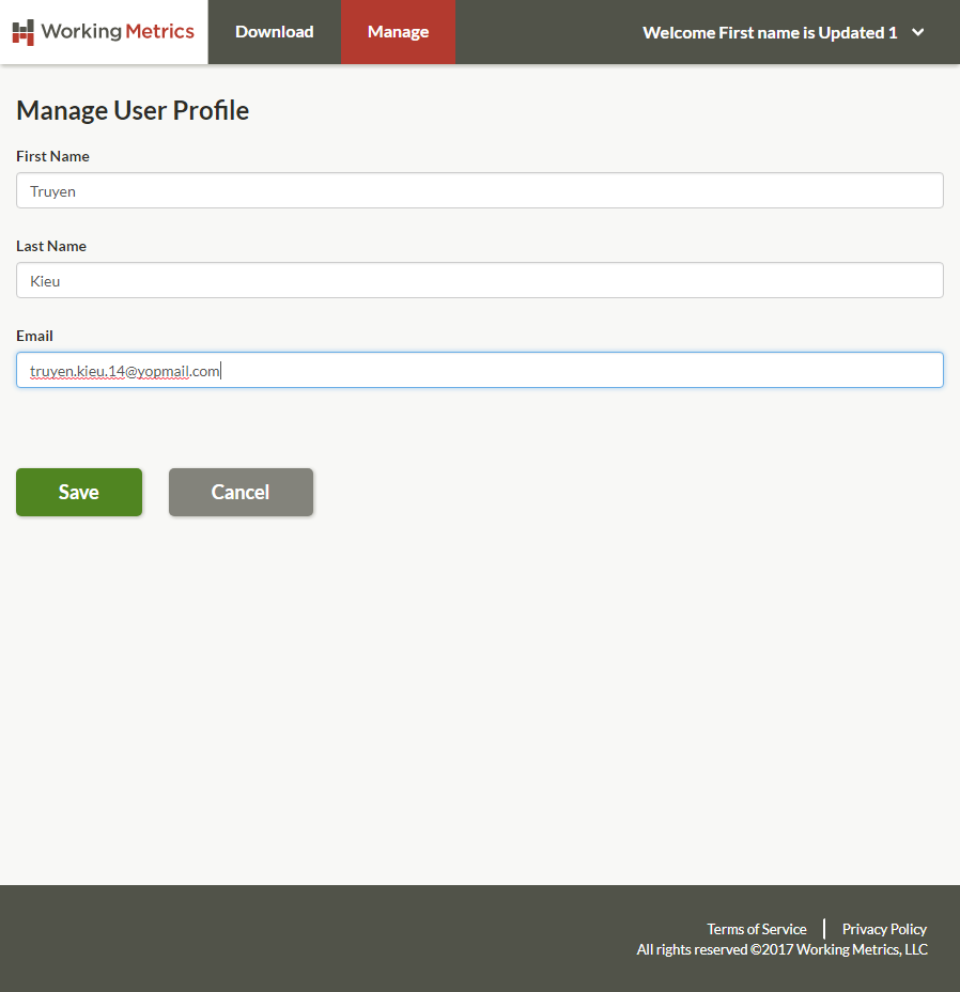 Working Metrics Download Manage Welcome First name is Updated 1
Manage User Profile
First Name
Truyen
Last Name
Kieu
Email
truyen.kieu.14@yopmail.com
Save Cancel
Terms of Service | Privacy Policy
All rights reserved ©2017 Working Metrics, LLC